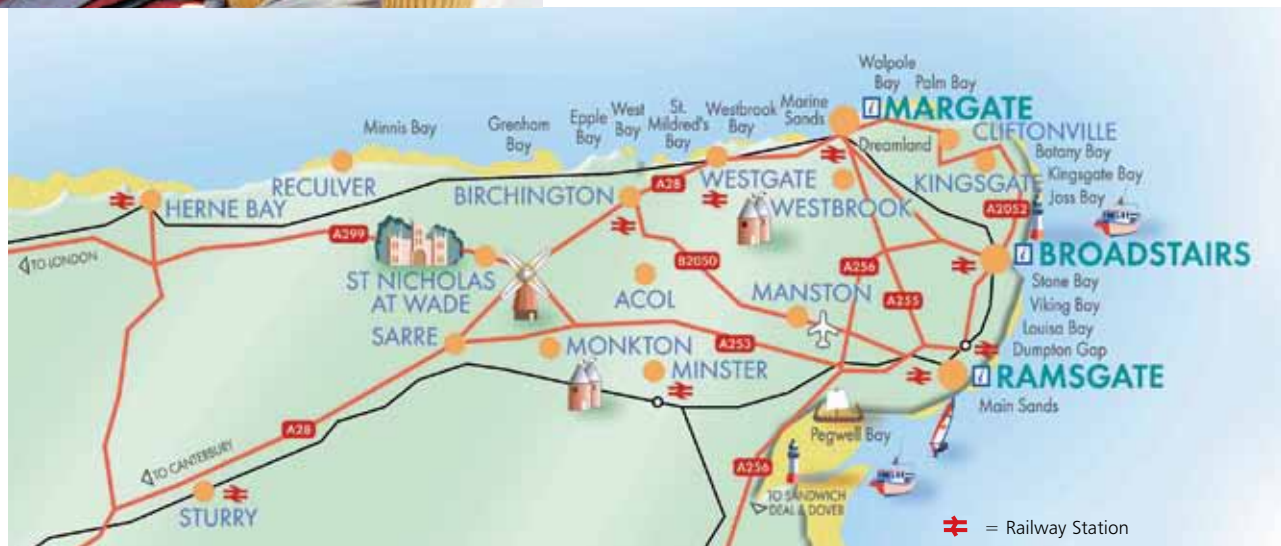 Walpole
Bay
Palm Bay
Marine
Sands
i MARGATE
Westbrook
Bay
St.
Mildred's
Bay
West
Bay
Epple
Bay
Grenham
Bay
Minnis Bay
CLIFTONVILLE
Dreamland
Botany Bay
RECULVER
BIRCHINGTON
A28
WESTGATE
KINGSGATE
Kingsgate Bay
Joss Bay
HERNE BAY
WESTBROOK
A2052
A299
TO LONDON
ST NICHOLAS
AT WADE
B2050
A256
i BROADSTAIRS
ACOL
MANSTON
A255
Stone Bay
Viking Bay
Louisa Bay
Dumpton Gap
SARRE
MONKTON
A253
MINSTER
i RAMSGATE
Main Sands
A28
Pegwell Bay
TO CANTERBURY
A256
STURRY
TO SANDWICH
DEAL & DOVER
= Railway Station